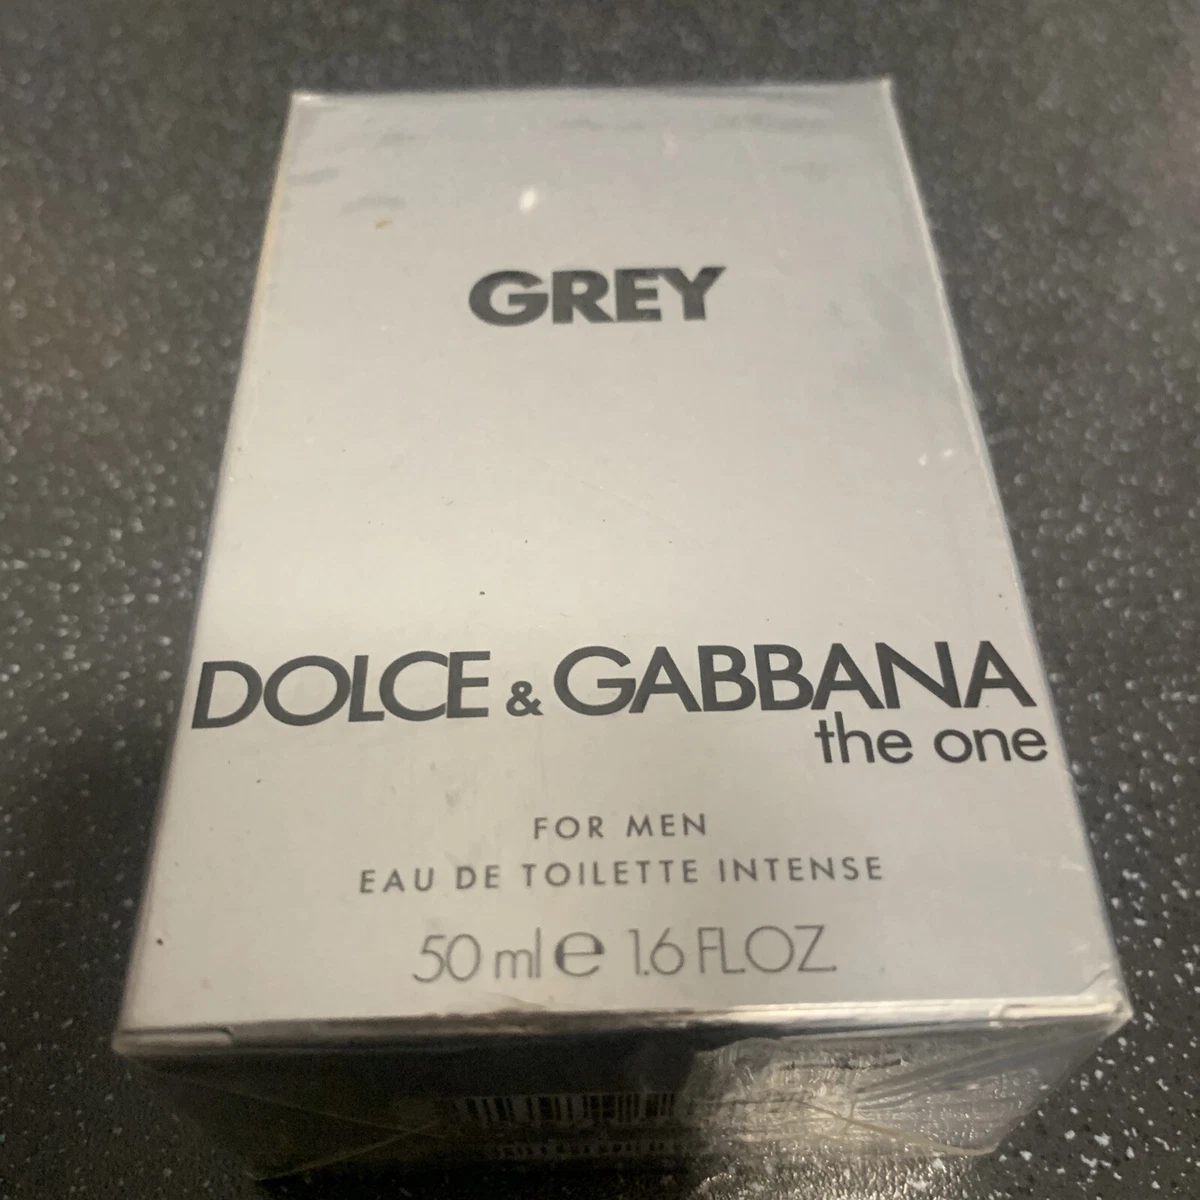 GREY
DOLCE & GABBANA
the one
FOR MEN
EAU DE TOILETTE INTENSE
50 ml ℮ 1.6 FL.OZ.